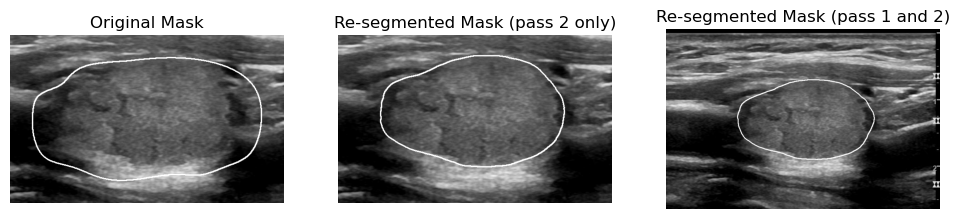 Original Mask
Re-segmented Mask (pass 2 only)
Re-segmented Mask (pass 1 and 2)